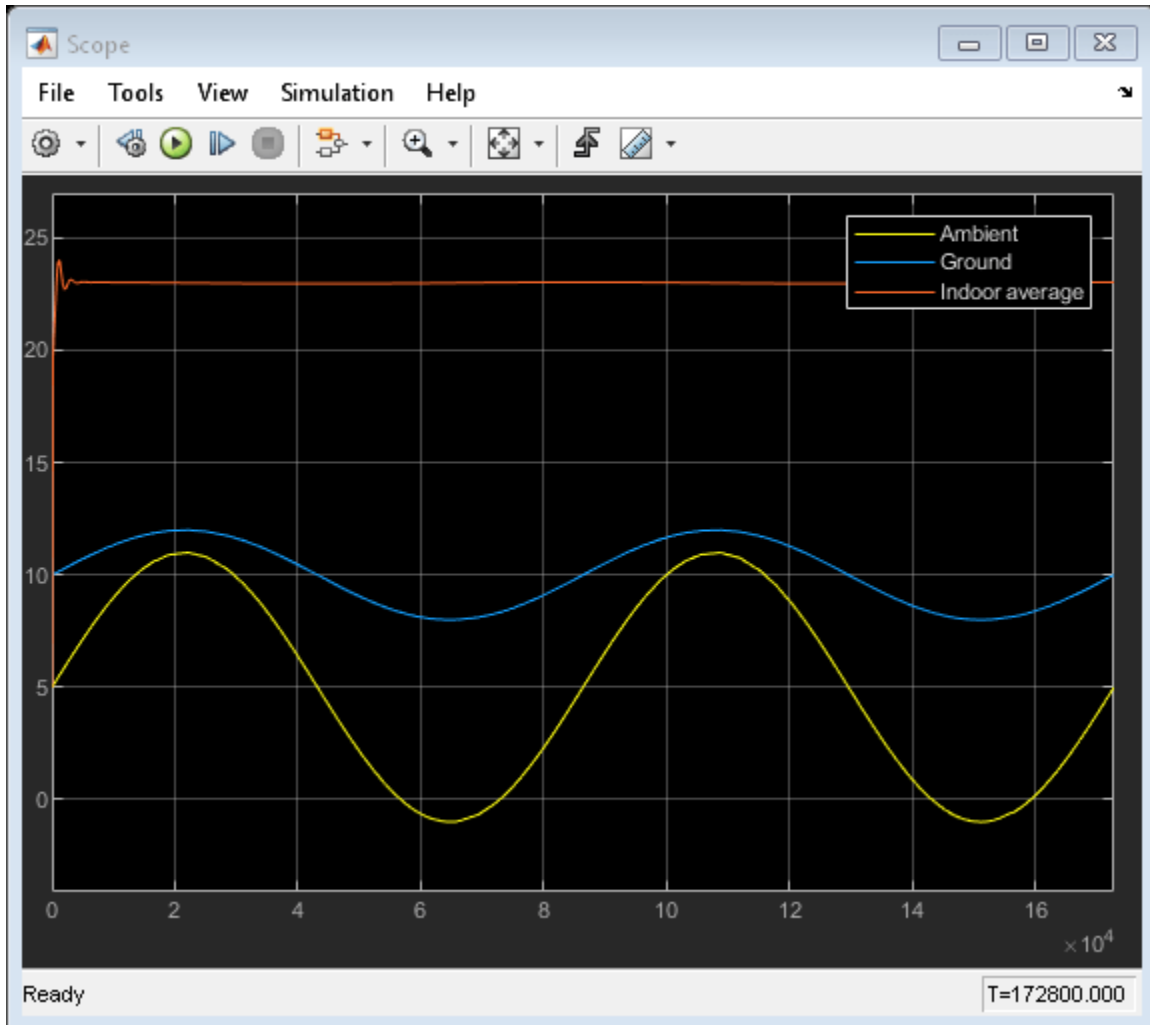 Scope
File Tools View Simulation Help
25
20
15
10
5
0
Ambient
Ground
Indoor average
0 2 4 6 8 10 12 14 16
×10⁴
Ready
T=172800.000